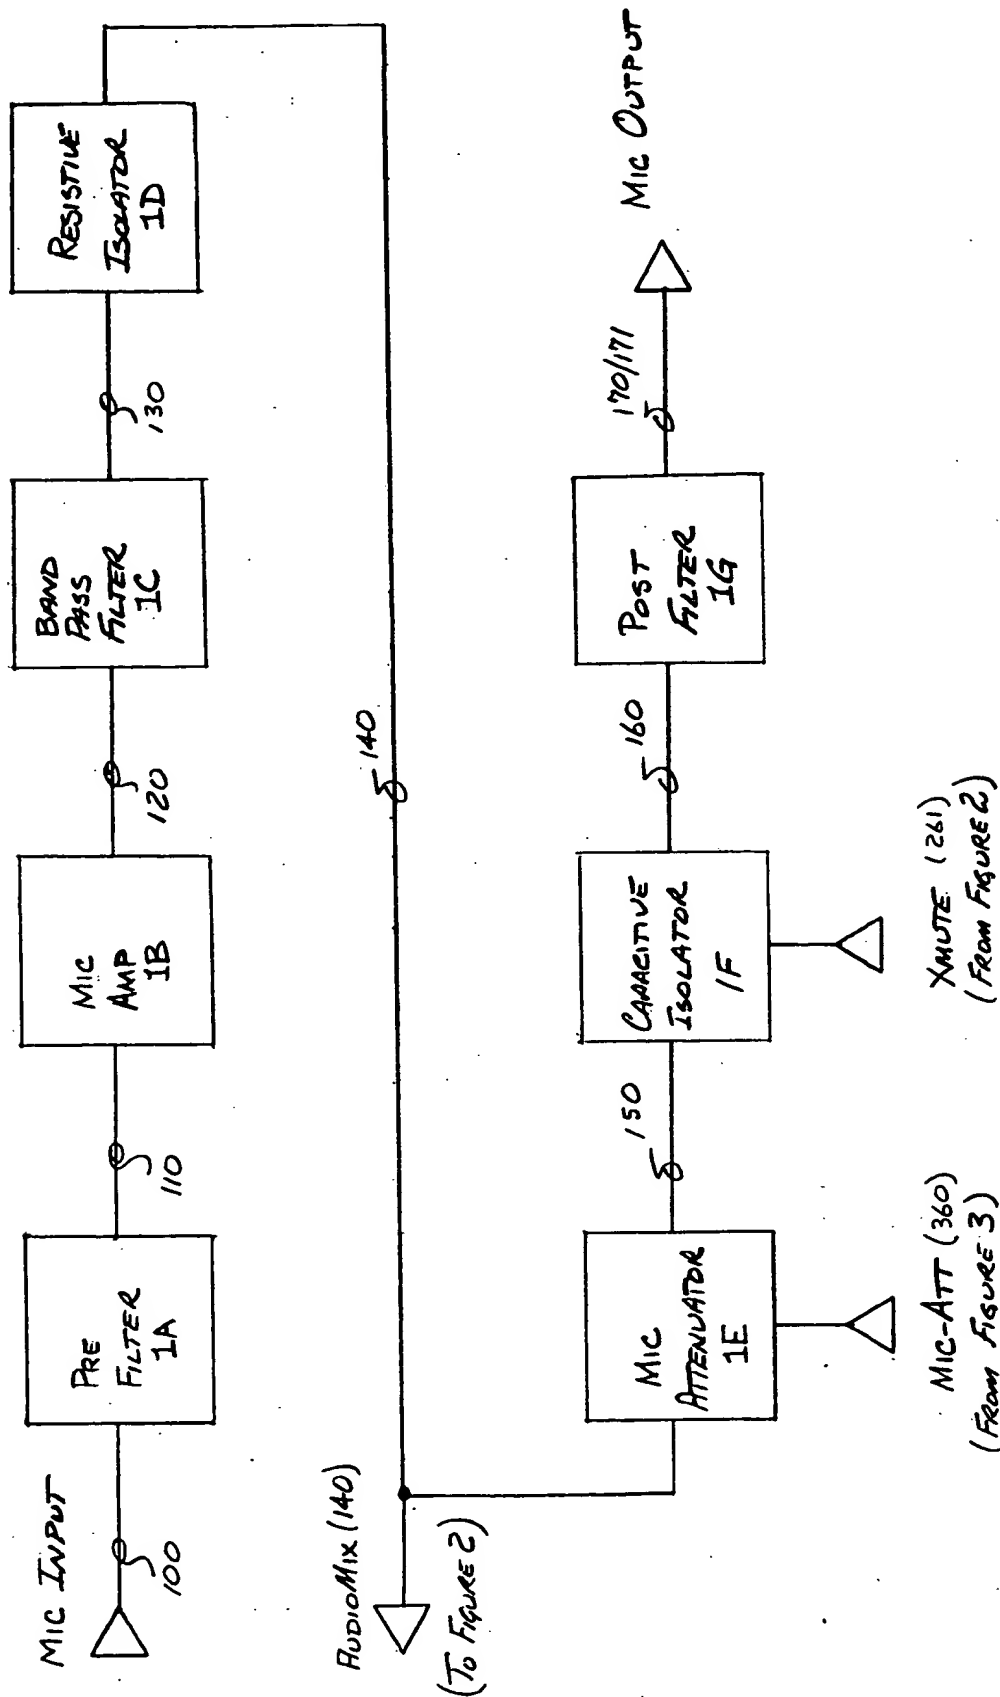 MIC INPUT
100
PRE
FILTER
1A
110
MIC
AMP
1B
120
BAND
PASS
FILTER
1C
130
RESISTIVE
ISOLATOR
1D
140
AUDIOMIX (140)
(TO FIGURE 2)
MIC
ATTENUATOR
1E
MIC-ATT (360)
(FROM FIGURE 3)
150
CAPACITIVE
ISOLATOR
1F
XMUTE (261)
(FROM FIGURE 2)
160
POST
FILTER
1G
170/171
MIC OUTPUT